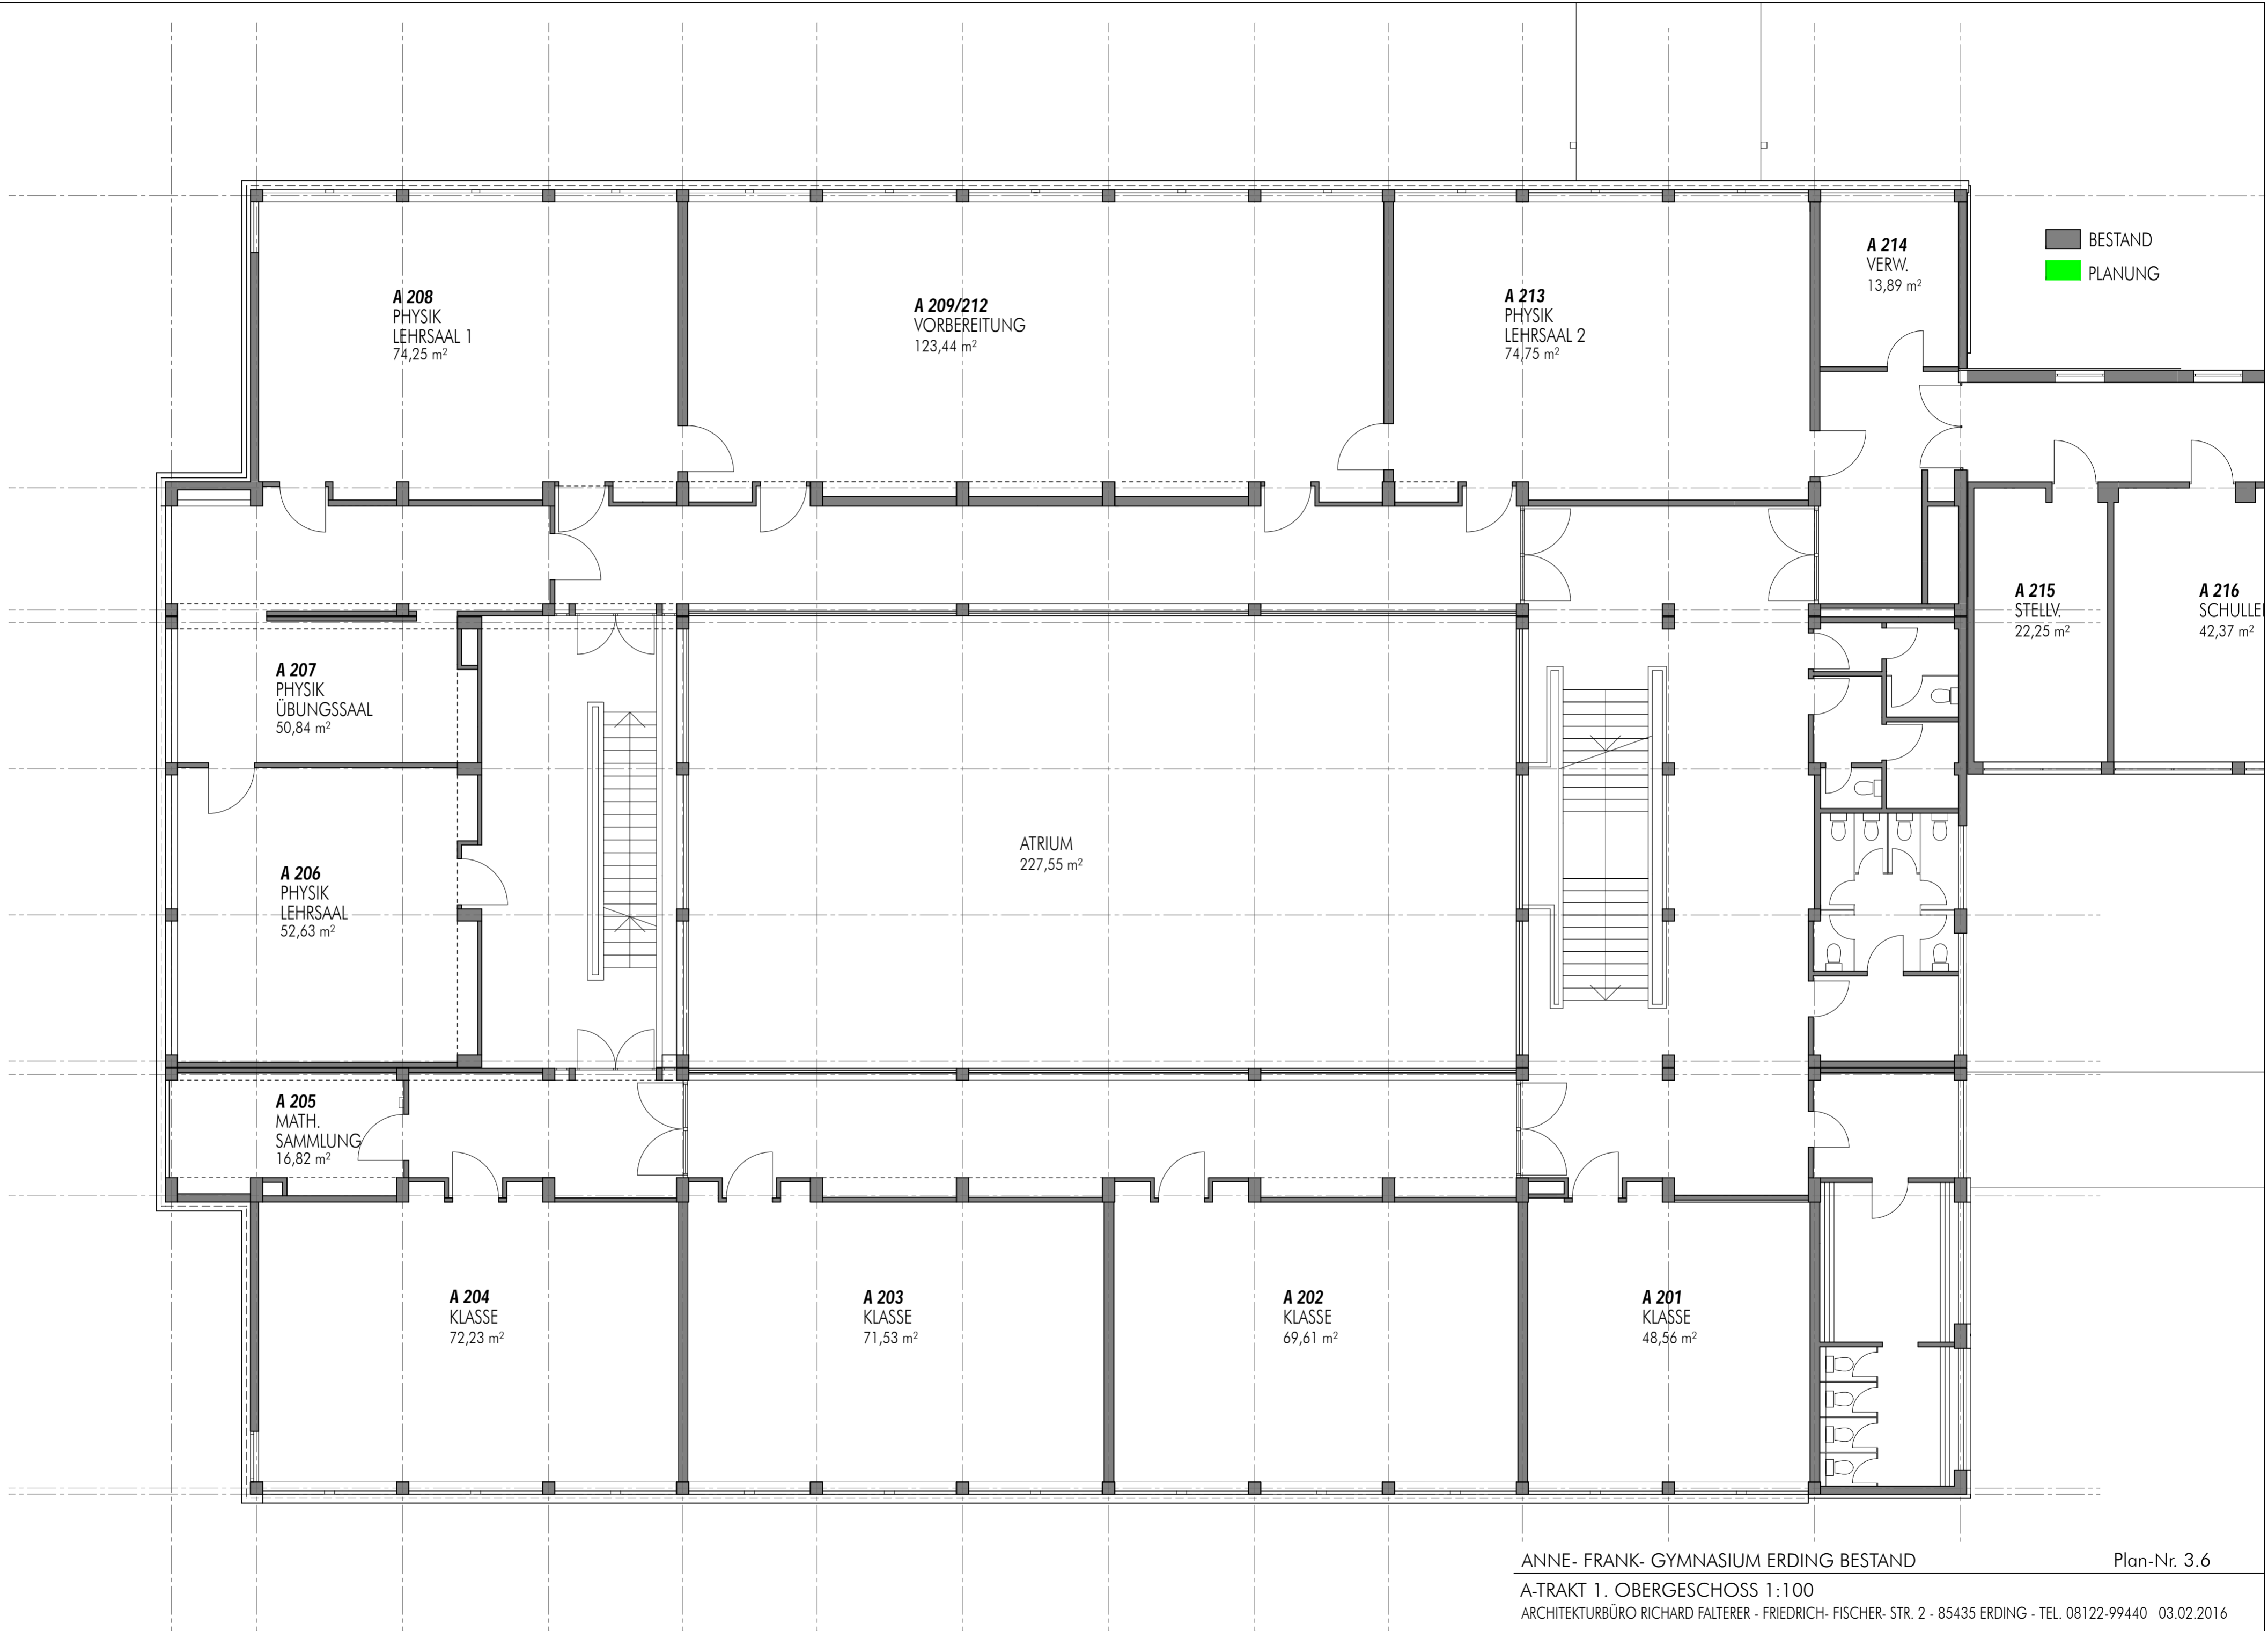 A 208
PHYSIK
LEHRSAAL 1
74,25 m²
A 209/212
VORBEREITUNG
123,44 m²
A 213
PHYSIK
LEHRSAAL 2
74,75 m²
A 214
VERW.
13,89 m²
BESTAND
PLANUNG
A 215
STELLV.
22,25 m²
A 216
SCHULLE
42,37 m²
A 207
PHYSIK
ÜBUNGSSAAL
50,84 m²
A 206
PHYSIK
LEHRSAAL
52,63 m²
ATRIUM
227,55 m²
A 205
MATH.
SAMMLUNG
16,82 m²
A 204
KLASSE
72,23 m²
A 203
KLASSE
71,53 m²
A 202
KLASSE
69,61 m²
A 201
KLASSE
48,56 m²
ANNE- FRANK- GYMNASIUM ERDING BESTAND Plan-Nr. 3.6
A-TRAKT 1. OBERGESCHOSS 1:100
ARCHITEKTURBÜRO RICHARD FALTERER - FRIEDRICH- FISCHER- STR. 2 - 85435 ERDING - TEL. 08122-99440 03.02.2016